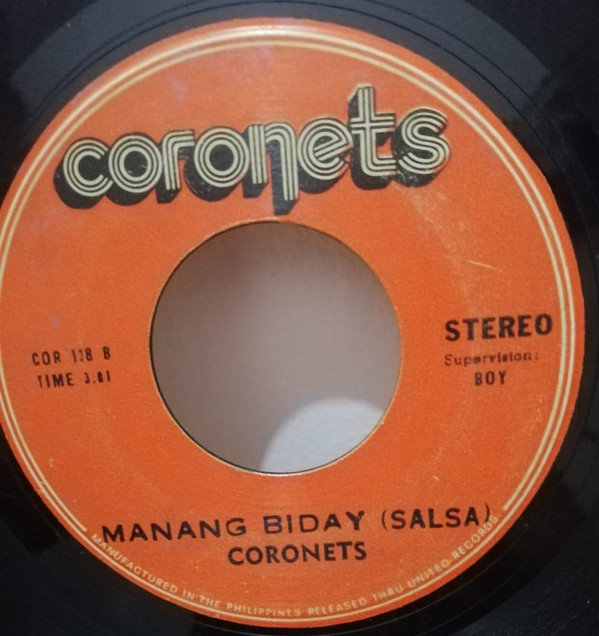 coronets
COR 118 B
TIME 3.01
STEREO
Supervision:
BOY
MANANG BIDAY (SALSA)
CORONETS
MANUFACTURED IN THE PHILIPPINES RELEASED THRU UNITED RECORDS.